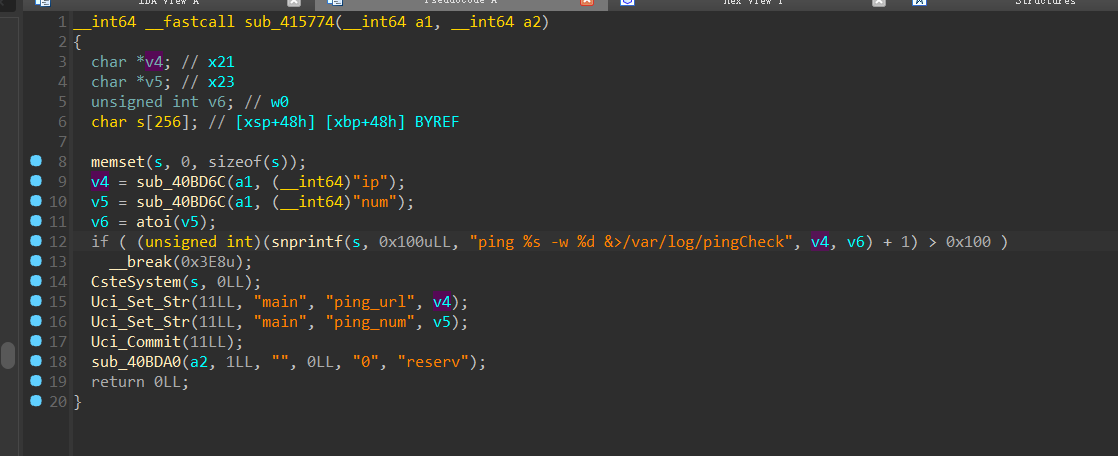 IDA View A Pseudocode A Hex View 1 Structures
1 __int64 __fastcall sub_415774(__int64 a1, __int64 a2)
2 {
3 char *v4; // x21
4 char *v5; // x23
5 unsigned int v6; // w0
6 char s[256]; // [xsp+48h] [xbp+48h] BYREF
7
8 memset(s, 0, sizeof(s));
9 v4 = sub_40BD6C(a1, (__int64)"ip");
10 v5 = sub_40BD6C(a1, (__int64)"num");
11 v6 = atoi(v5);
12 if ( (unsigned int)(snprintf(s, 0x100uLL, "ping %s -w %d &>/var/log/pingCheck", v4, v6) + 1) > 0x100 )
13 __break(0x3E8u);
14 CsteSystem(s, 0LL);
15 Uci_Set_Str(11LL, "main", "ping_url", v4);
16 Uci_Set_Str(11LL, "main", "ping_num", v5);
17 Uci_Commit(11LL);
18 sub_40BDA0(a2, 1LL, "", 0LL, "0", "reserv");
19 return 0LL;
20 }